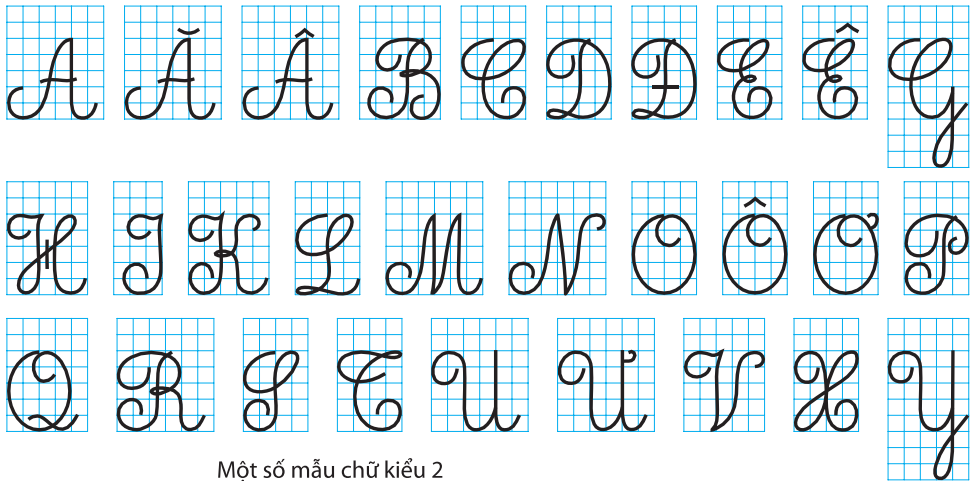 A Ă Â B C D Đ E Ê G
H I K L M N O Ô Ơ P
Q R S T U Ư V X Y
Một số mẫu chữ kiểu 2